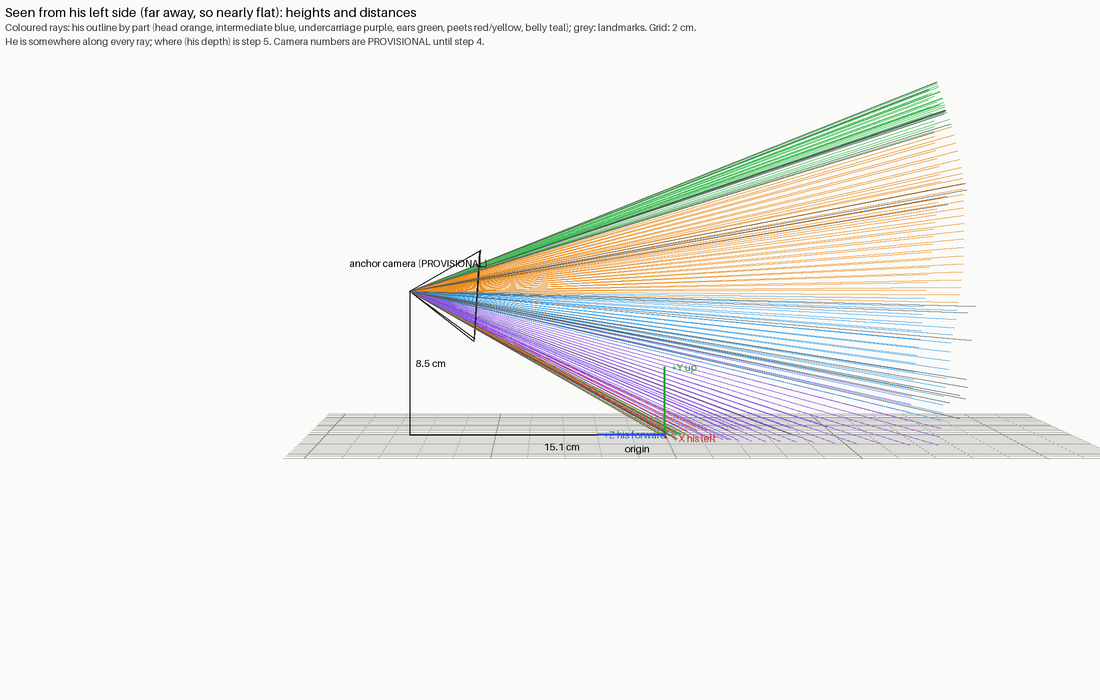 Seen from his left side (far away, so nearly flat): heights and distances
Coloured rays: his outline by part (head orange, intermediate blue, undercarriage purple, ears green, peets red/yellow, belly teal); grey: landmarks. Grid: 2 cm.
He is somewhere along every ray; where (his depth) is step 5. Camera numbers are PROVISIONAL until step 4.
anchor camera (PROVISIONAL)
8.5 cm
+Y up
+Z his forward
+X his left
15.1 cm
origin